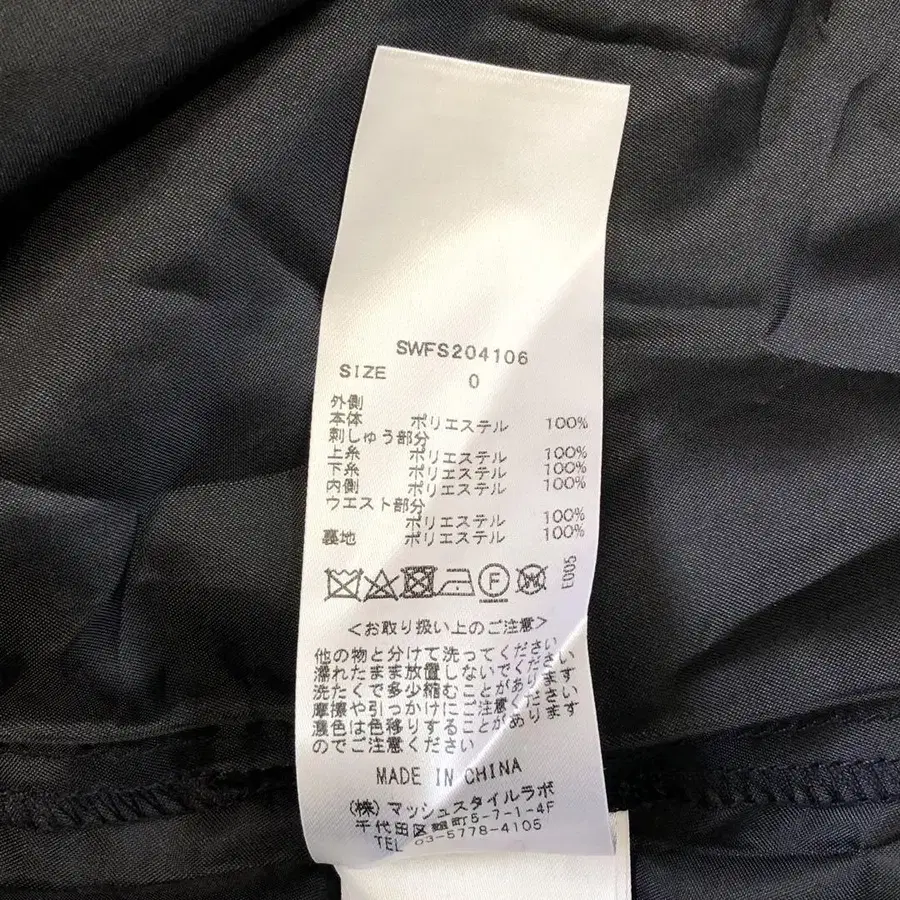 SWFS204106
SIZE 0
外側
本体 ポリエステル 100%
刺しゅう部分
上糸 ポリエステル 100%
下糸 ポリエステル 100%
内側 ポリエステル 100%
ウエスト部分
ポリエステル 100%
裏地 ポリエステル 100%
E005
<お取り扱い上のご注意>
他の物と分けて洗ってください
濡れたまま放置しないでください
洗たくで多少縮むことがあります
摩擦や引っかけにご注意ください
濃色は色移りすることがあります
のでご注意ください
MADE IN CHINA
(株)マッシュスタイルラボ
千代田区麹町5-7-1-4F
TEL 03-5778-4105